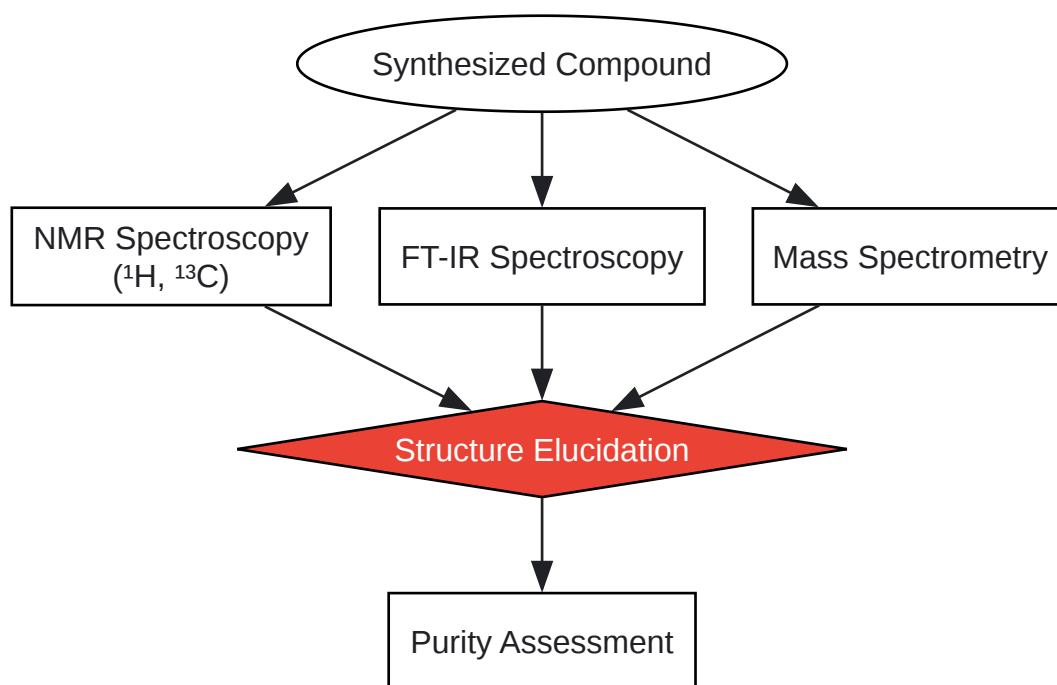 Synthesized Compound
NMR Spectroscopy
(¹H, ¹³C)
FT-IR Spectroscopy
Mass Spectrometry
Structure Elucidation
Purity Assessment